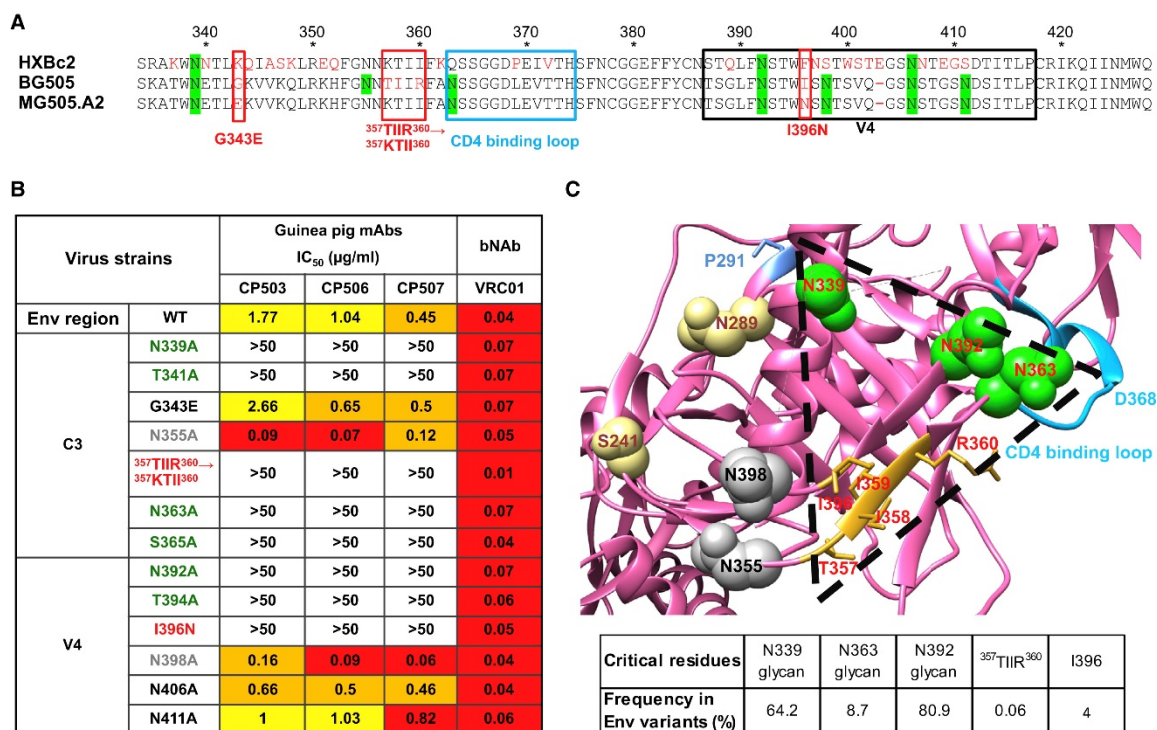 A
340 350 360 370 380 390 400 410 420
* * * * * * * * *
HXBc2 SRAKWNNTLKQIASKLREQFGNNKTIIFKQSSGGDPEIVTHSFNCGGEFFYCNSTQLFNSTWFNSTWSTEGSNNTEGSDTITLPCRIKQIINMWQ
BG505 SKATWNETLGKVVKQLRKHFGNNTIIRFANSSGGDLEVTTHSFNCGGEFFYCNTSGLFNSTWISNTSVQ-GSNSTGSNDSITLPCRIKQIINMWQ
MG505.A2 SKATWNETLEKVVKQLRKHFGNNKTIIFANSSGGDLEVTTHSFNCGGEFFYCNTSGLFNSTWNSNTSVQ-GSNSTGSNDSITLPCRIKQIINMWQ
G343E ³⁵⁷TIIR³⁶⁰→ CD4 binding loop I396N V4
³⁵⁷KTII³⁶⁰
B
Virus strains Guinea pig mAbs bNAb
IC₅₀ (µg/ml)
CP503 CP506 CP507 VRC01
Env region WT 1.77 1.04 0.45 0.04
C3
N339A >50 >50 >50 0.07
T341A >50 >50 >50 0.07
G343E 2.66 0.65 0.5 0.07
N355A 0.09 0.07 0.12 0.05
³⁵⁷TIIR³⁶⁰→
³⁵⁷KTII³⁶⁰ >50 >50 >50 0.01
N363A >50 >50 >50 0.07
S365A >50 >50 >50 0.04
V4
N392A >50 >50 >50 0.07
T394A >50 >50 >50 0.06
I396N >50 >50 >50 0.05
N398A 0.16 0.09 0.06 0.04
N406A 0.66 0.5 0.46 0.04
N411A 1 1.03 0.82 0.06
C
P291
N339
N289
N392
N363
D368
S241
CD4 binding loop
R360
N398
I359
I396
I358
N355
T357
Critical residues N339 glycan N363 glycan N392 glycan ³⁵⁷TIIR³⁶⁰ I396
Frequency in Env variants (%) 64.2 8.7 80.9 0.06 4